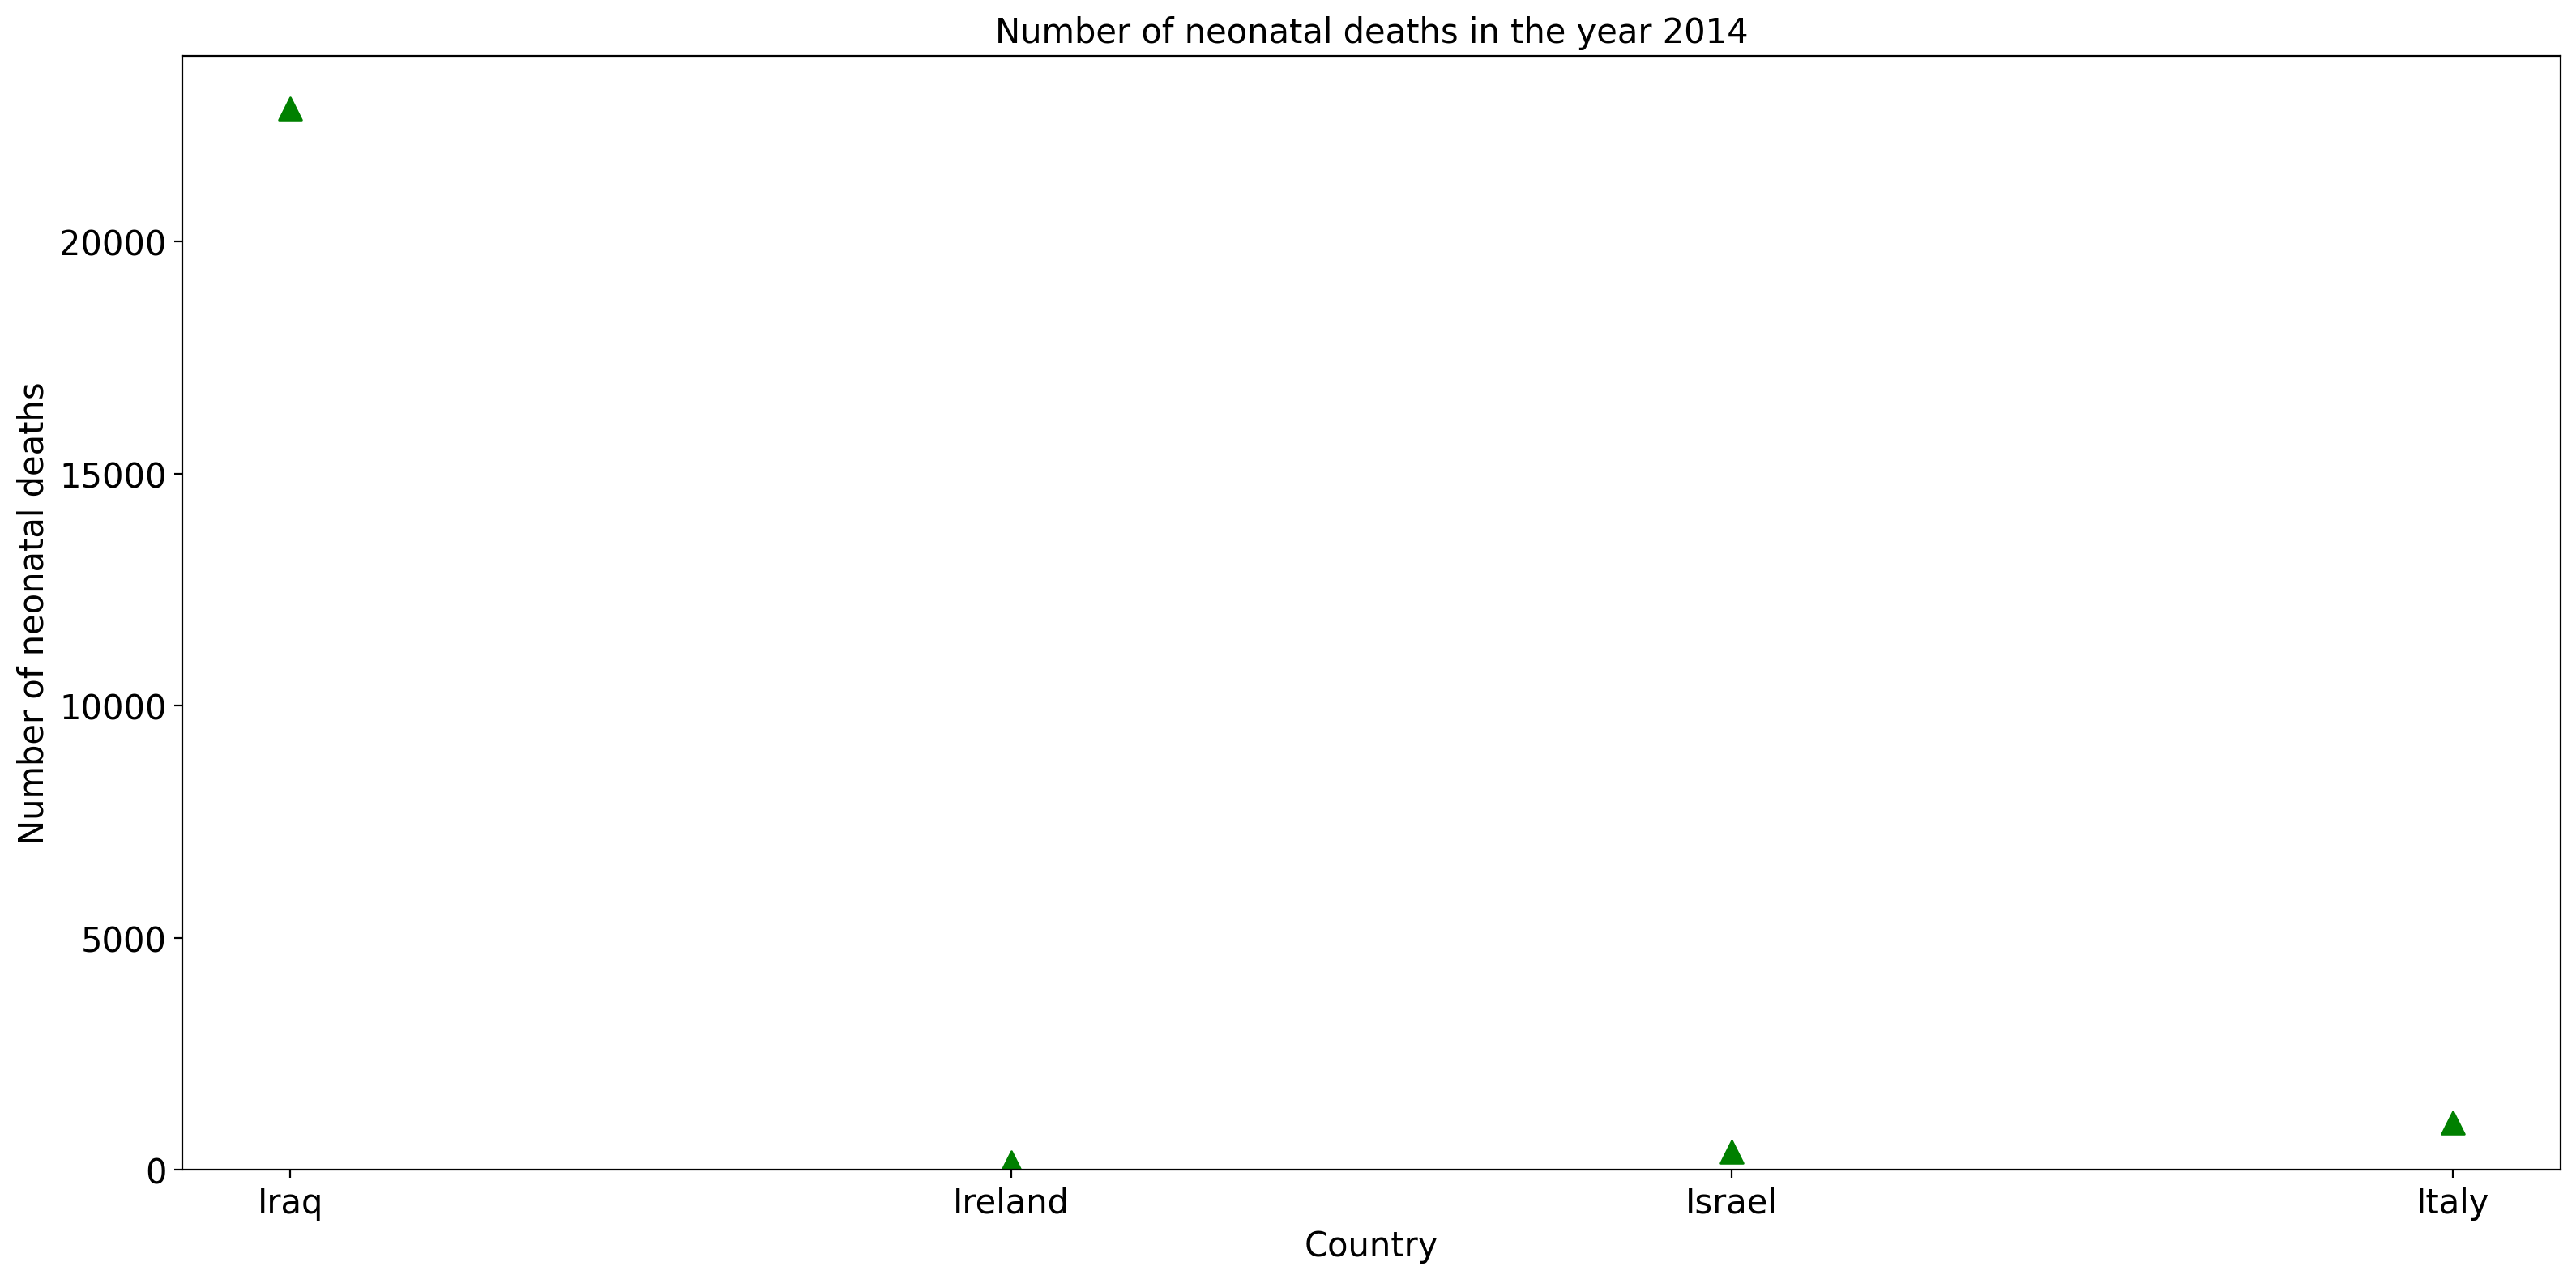 Number of neonatal deaths in the year 2014
Number of neonatal deaths
20000
15000
10000
5000
0
Iraq
Ireland
Israel
Italy
Country